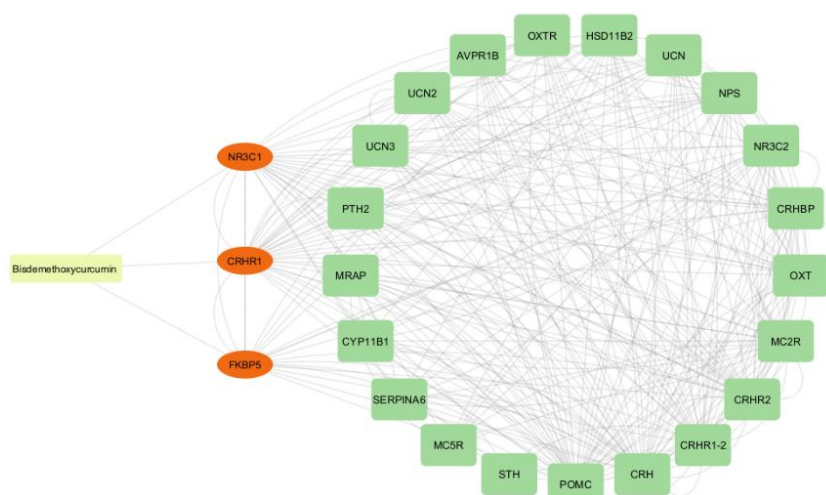 OXTR
HSD11B2
AVPR1B
UCN
UCN2
NPS
UCN3
NR3C2
NR3C1
PTH2
CRHBP
Bisdemethoxycurcumin
CRHR1
MRAP
OXT
CYP11B1
MC2R
FKBP5
SERPINA6
CRHR2
MC5R
CRHR1-2
STH
POMC
CRH